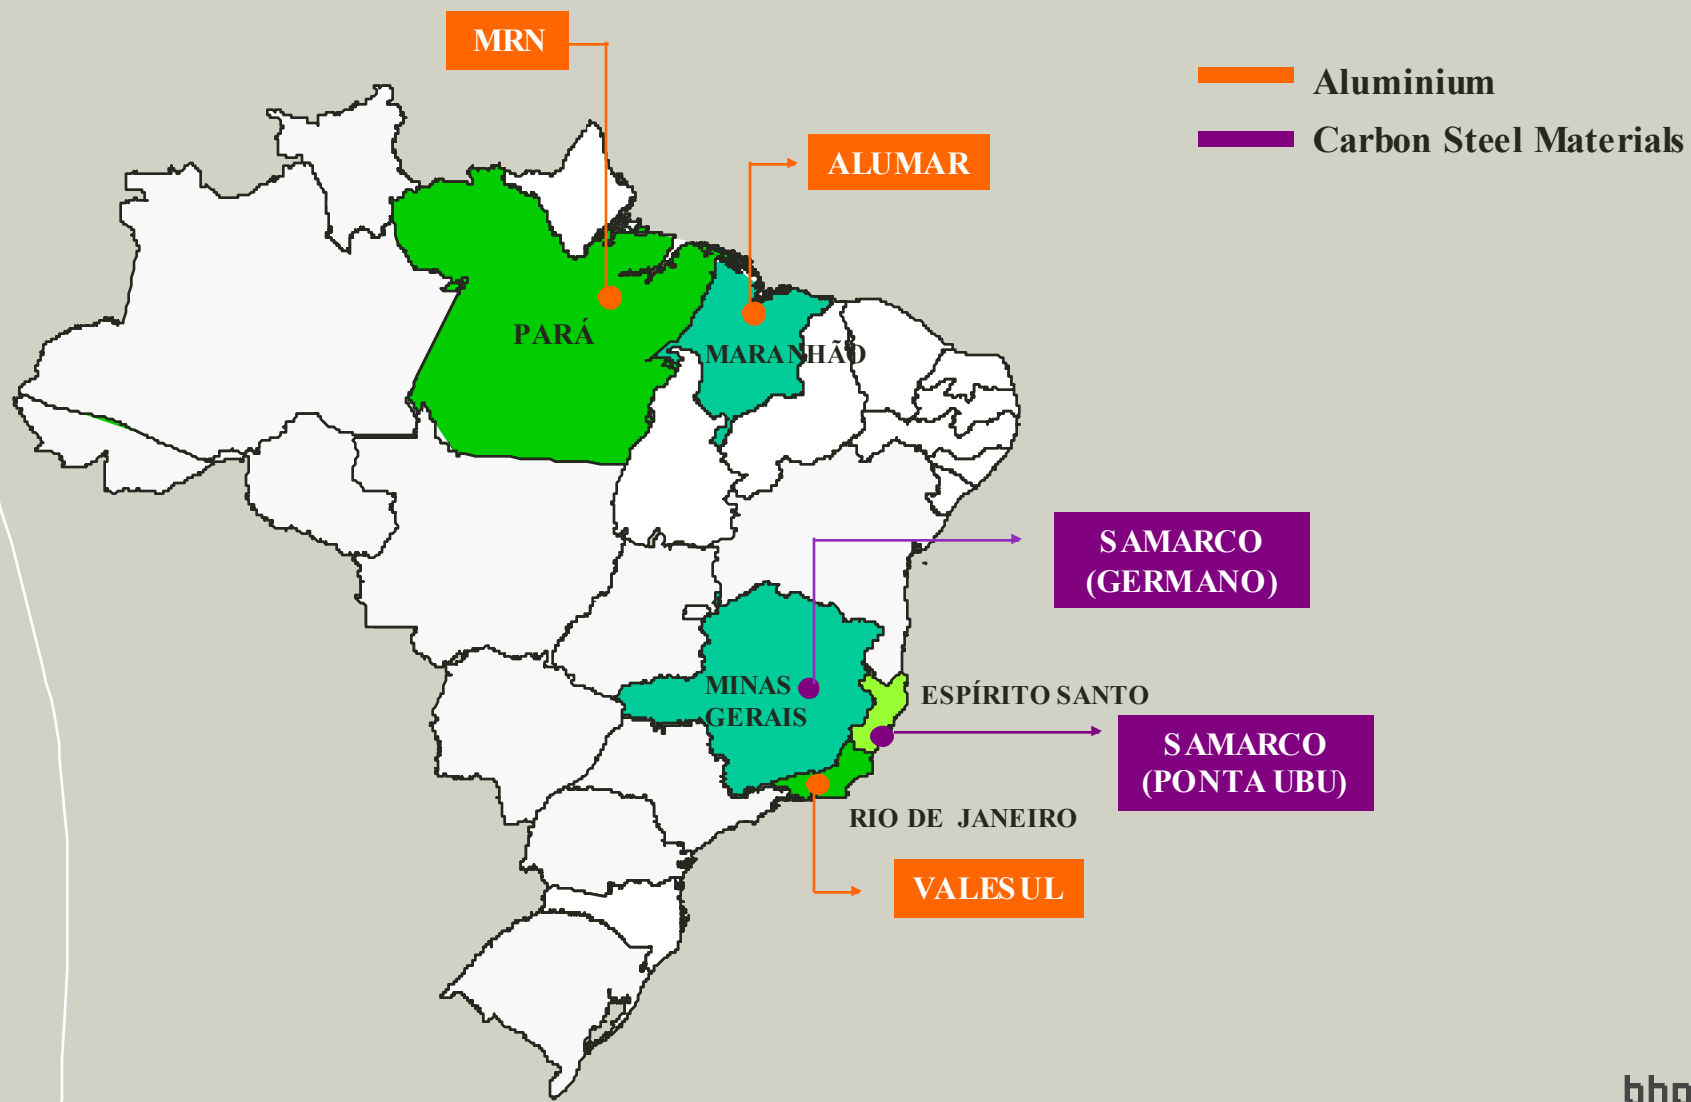 MRN
Aluminium
Carbon Steel Materials
ALUMAR
PARÁ
MARANHÃO
SAMARCO
(GERMANO)
MINAS
GERAIS
ESPÍRITO SANTO
SAMARCO
(PONTA UBU)
RIO DE JANEIRO
VALESUL